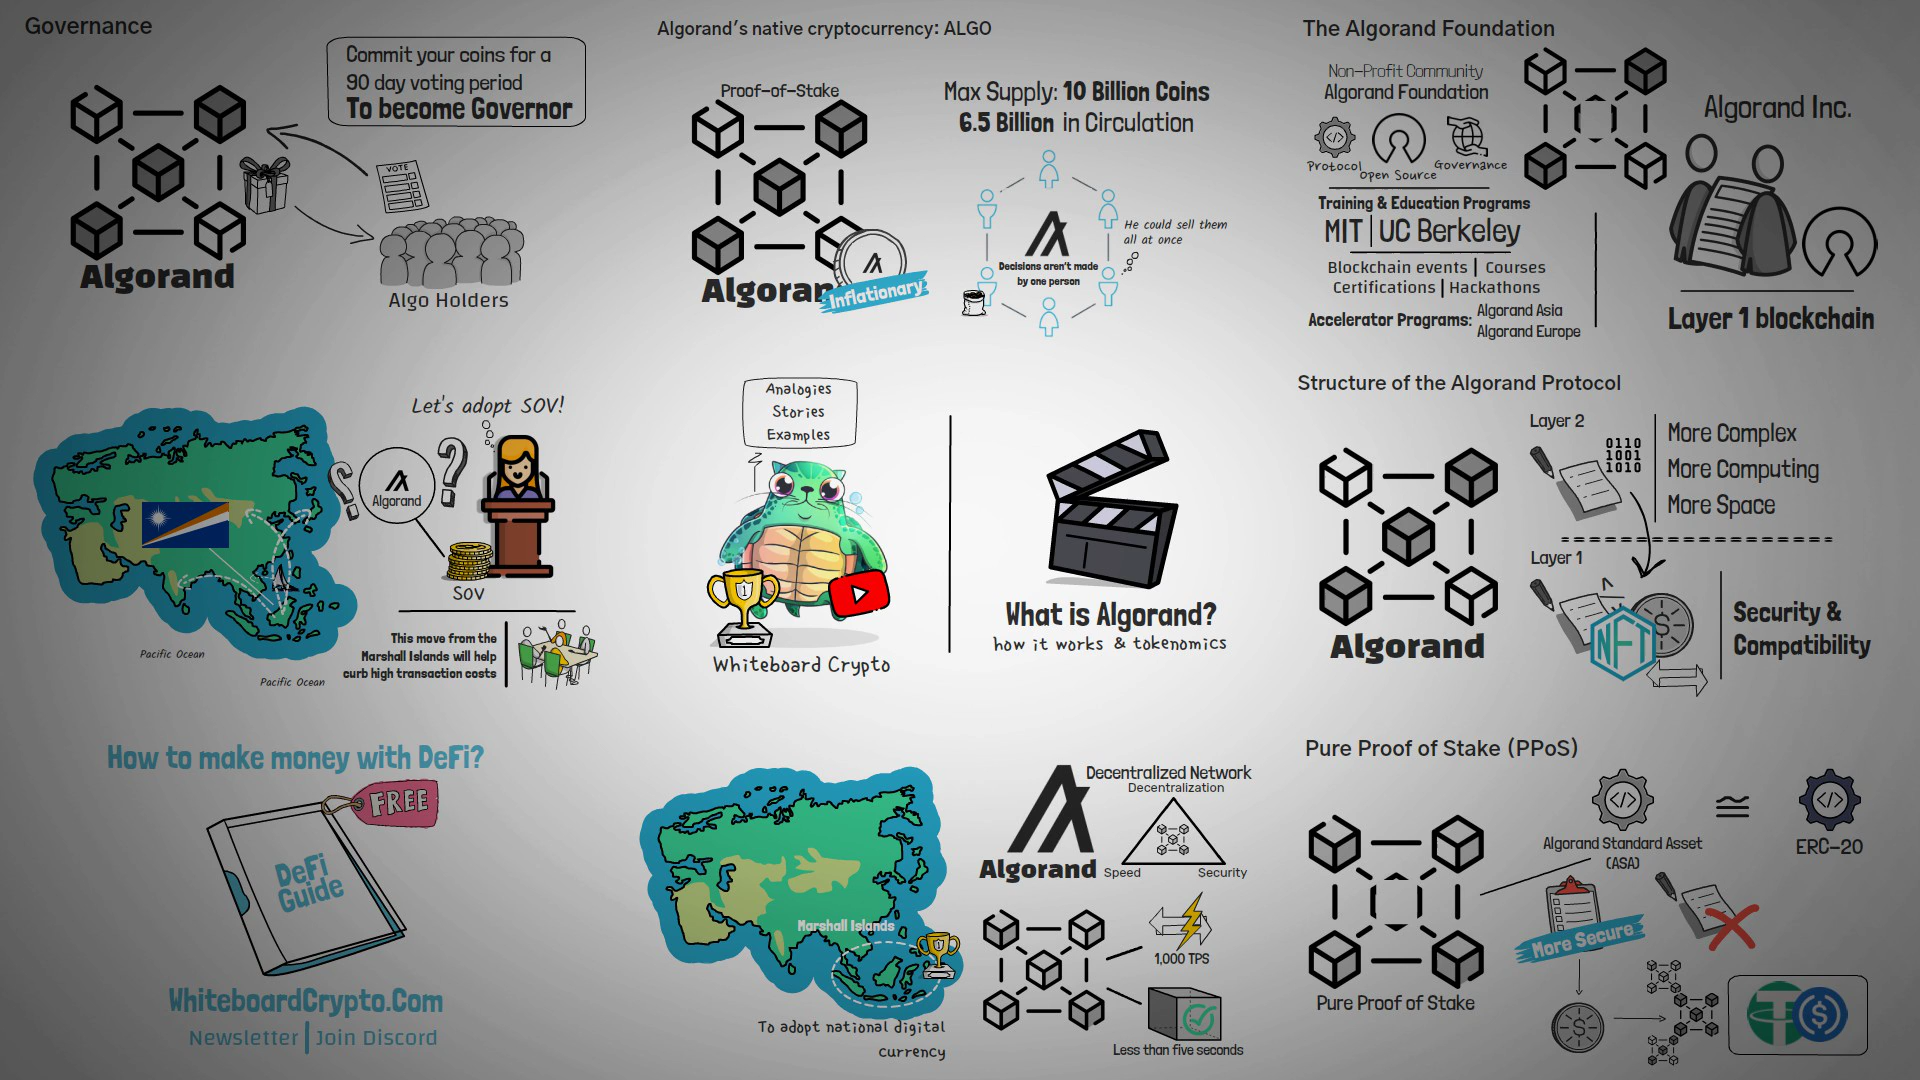 Governance
Commit your coins for a
90 day voting period
To become Governor
VOTE
Algorand
Algo Holders
Algorand's native cryptocurrency: ALGO
Proof-of-Stake
Max Supply: 10 Billion Coins
6.5 Billion in Circulation
He could sell them
all at once
Decisions aren't made
by one person
Algoran
Inflationary
The Algorand Foundation
Non-Profit Community
Algorand Foundation
Protocol
Open Source
Governance
Training & Education Programs
MIT | UC Berkeley
Blockchain events | Courses
Certifications | Hackathons
Accelerator Programs: Algorand Asia
Algorand Europe
Algorand Inc.
Layer 1 blockchain
Let's adopt SOV!
Algorand
SOV
This move from the
Marshall Islands will help
curb high transaction costs
Pacific Ocean
Pacific Ocean
Analogies
Stories
Examples
1
Whiteboard Crypto
What is Algorand?
how it works & tokenomics
Structure of the Algorand Protocol
Layer 2
0110
1001
1010
More Complex
More Computing
More Space
Layer 1
NFT
Security &
Compatibility
Algorand
How to make money with DeFi?
FREE
DeFi
Guide
WhiteboardCrypto.Com
Newsletter | Join Discord
Marshall Islands
To adopt national digital
currency
Algorand
Decentralized Network
Decentralization
Speed
Security
1,000 TPS
Less than five seconds
Pure Proof of Stake (PPoS)
Algorand Standard Asset
(ASA)
ERC-20
More Secure
Pure Proof of Stake